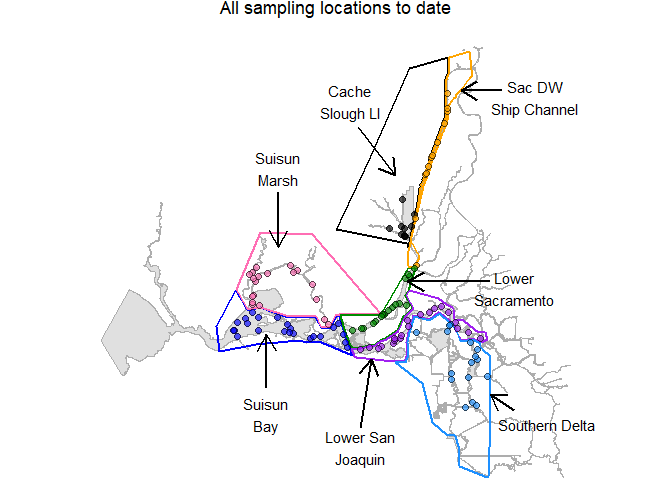 All sampling locations to date
Sac DW
Ship Channel
Cache
Slough LI
Suisun
Marsh
Lower
Sacramento
Suisun
Bay
Lower San
Joaquin
Southern Delta